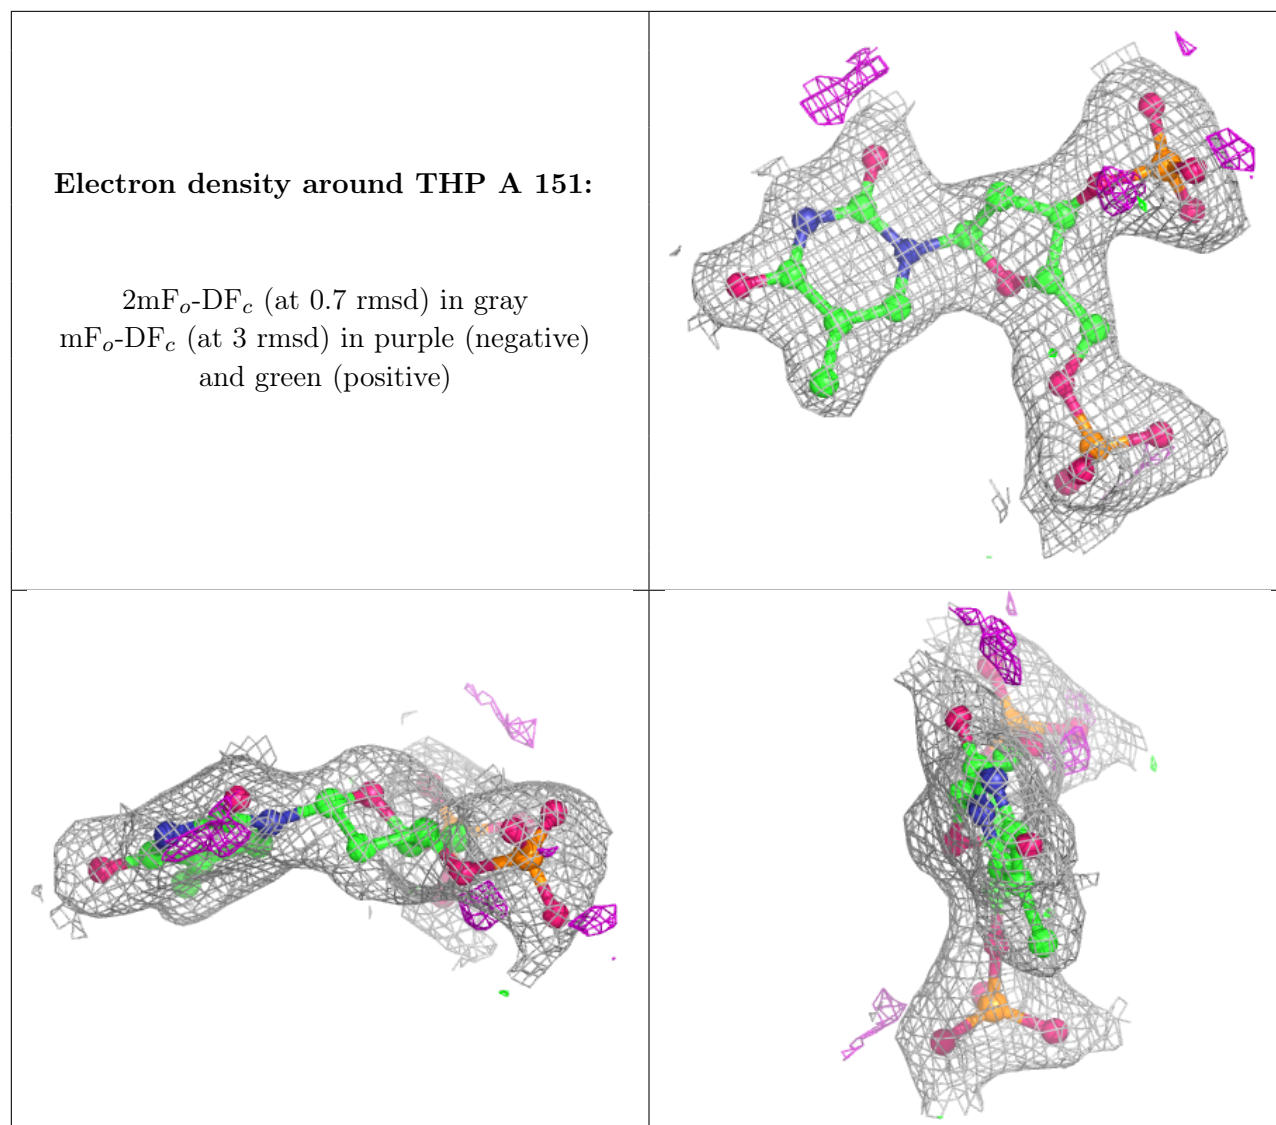 Electron density around THP A 151:
2mFo-DFc (at 0.7 rmsd) in gray
mFo-DFc (at 3 rmsd) in purple (negative)
and green (positive)